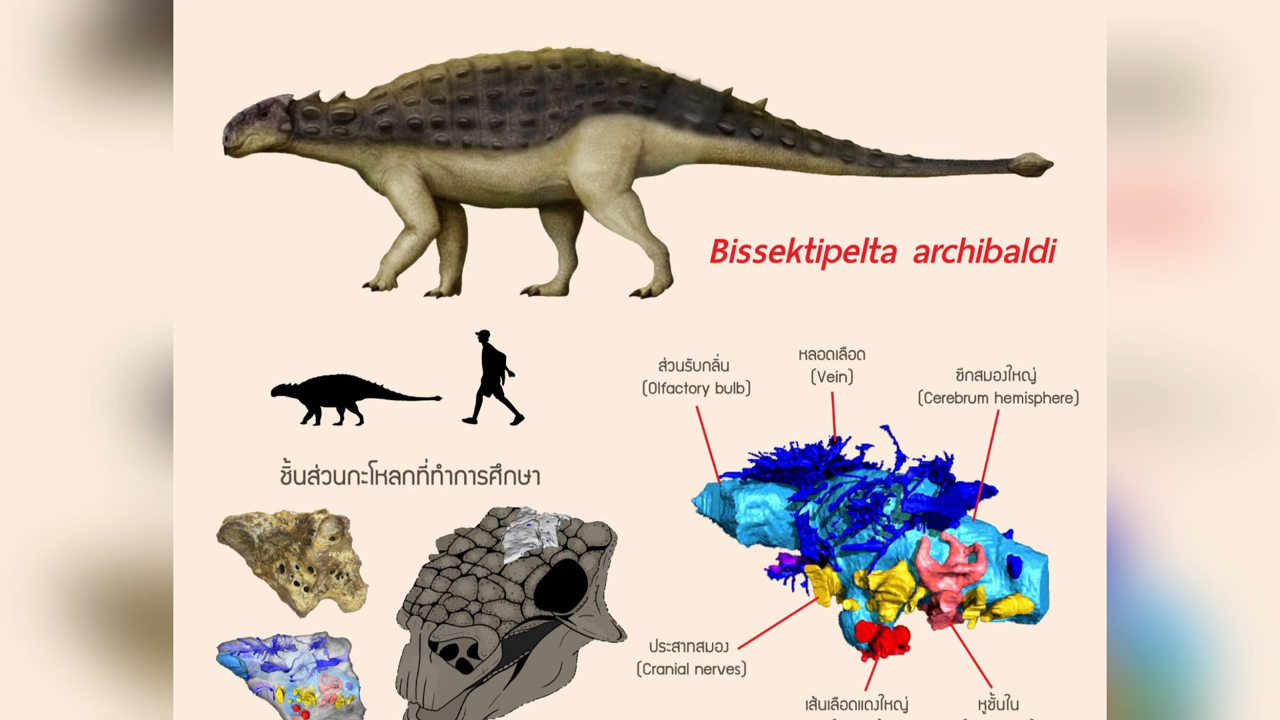 Bissektipelta archibaldi
หลอดเลือด
(Vein)
ส่วนรับกลิ่น
(Olfactory bulb)
ซีกสมองใหญ่
(Cerebrum hemisphere)
ชิ้นส่วนกะโหลกที่ทำการศึกษา
ประสาทสมอง
(Cranial nerves)
เส้นเลือดแดงใหญ่
หูชั้นใน